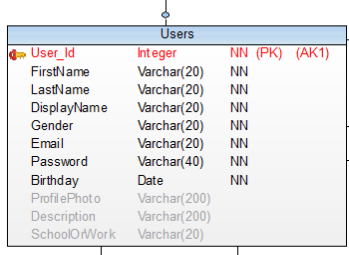 Users
User_Id Integer NN (PK) (AK1)
FirstName Varchar(20) NN
LastName Varchar(20) NN
DisplayName Varchar(20) NN
Gender Varchar(20) NN
Email Varchar(20) NN
Password Varchar(40) NN
Birthday Date NN
ProfilePhoto Varchar(200)
Description Varchar(200)
SchoolOrWork Varchar(20)